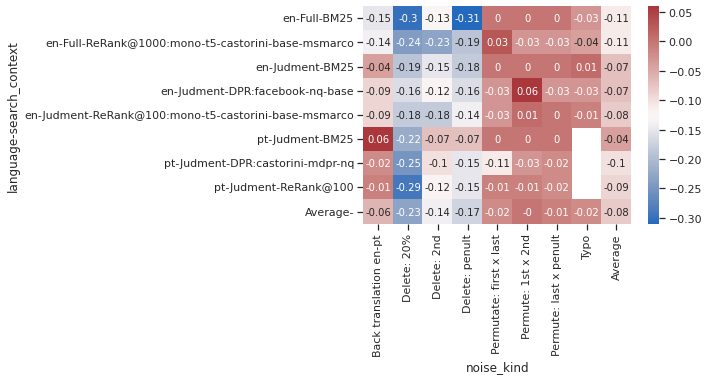 language-search_context
en-Full-BM25 -0.15 -0.3 -0.13 -0.31 0 0 0 -0.03 -0.11
en-Full-ReRank@1000:mono-t5-castorini-base-msmarco -0.14 -0.24 -0.23 -0.19 0.03 -0.03 -0.03 -0.04 -0.11
en-Judment-BM25 -0.04 -0.19 -0.15 -0.18 0 0 0 0.01 -0.07
en-Judment-DPR:facebook-nq-base -0.09 -0.16 -0.12 -0.16 -0.03 0.06 -0.03 -0.03 -0.07
en-Judment-ReRank@100:mono-t5-castorini-base-msmarco -0.09 -0.18 -0.18 -0.14 -0.03 0.01 0 -0.01 -0.08
pt-Judment-BM25 0.06 -0.22 -0.07 -0.07 0 0 0 -0.04
pt-Judment-DPR:castorini-mdpr-nq -0.02 -0.25 -0.1 -0.15 -0.11 -0.03 -0.02 -0.1
pt-Judment-ReRank@100 -0.01 -0.29 -0.12 -0.15 -0.01 -0.01 -0.02 -0.09
Average- -0.06 -0.23 -0.14 -0.17 -0.02 -0 -0.01 -0.02 -0.08
Back translation en-pt
Delete: 20%
Delete: 2nd
Delete: penult
Permutate: first x last
Permute: 1st x 2nd
Permute: last x penult
Typo
Average
noise_kind
0.05
0.00
−0.05
−0.10
−0.15
−0.20
−0.25
−0.30